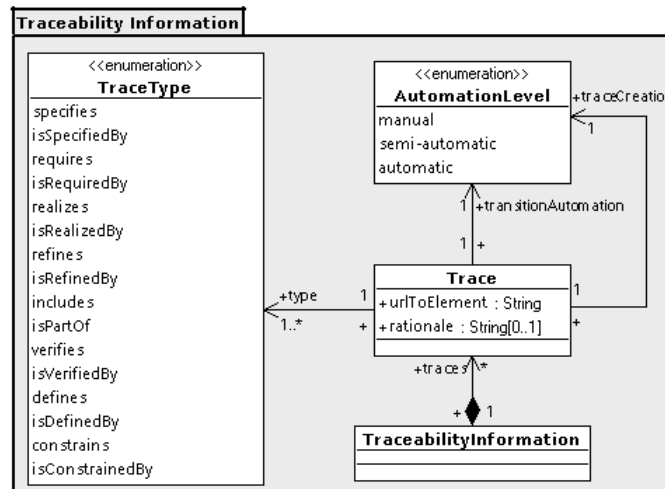 Traceability Information
<<enumeration>>
TraceType
specifies
isSpecifiedBy
requires
isRequiredBy
realizes
isRealizedBy
refines
isRefinedBy
includes
isPartOf
verifies
isVerifiedBy
defines
isDefinedBy
constrains
isConstrainedBy
<<enumeration>>
AutomationLevel
manual
semi-automatic
automatic
+traceCreatio
1
1 +transitionAutomation
1 +
Trace
+ urlToElement : String
+ rationale : String[0..1]
+type 1
1..* +
1
+
+traces *
+ 1
TraceabilityInformation